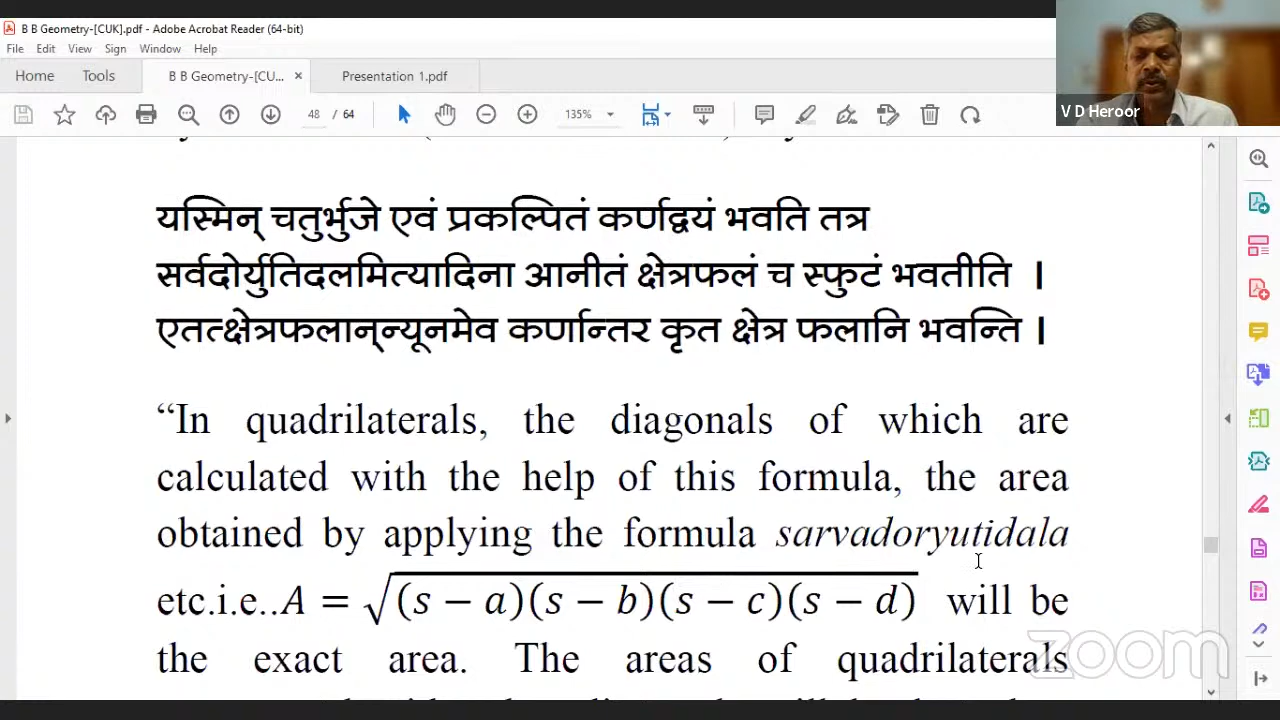 B B Geometry-[CUK].pdf - Adobe Acrobat Reader (64-bit)
File Edit View Sign Window Help
Home Tools B B Geometry-[CU... × Presentation 1.pdf
48 / 64 135%
V D Heroor
यस्मिन् चतुर्भुजे एवं प्रकल्पितं कर्णद्वयं भवति तत्र
सर्वदोर्युतिदलमित्यादिना आनीतं क्षेत्रफलं च स्फुटं भवतीति ।
एतत्क्षेत्रफलान्न्यूनमेव कर्णान्तर कृत क्षेत्र फलानि भवन्ति ।
“In quadrilaterals, the diagonals of which are
calculated with the help of this formula, the area
obtained by applying the formula sarvadoryutidala
etc.i.e..A = √(s − a)(s − b)(s − c)(s − d) will be
the exact area. The areas of quadrilaterals
zoom